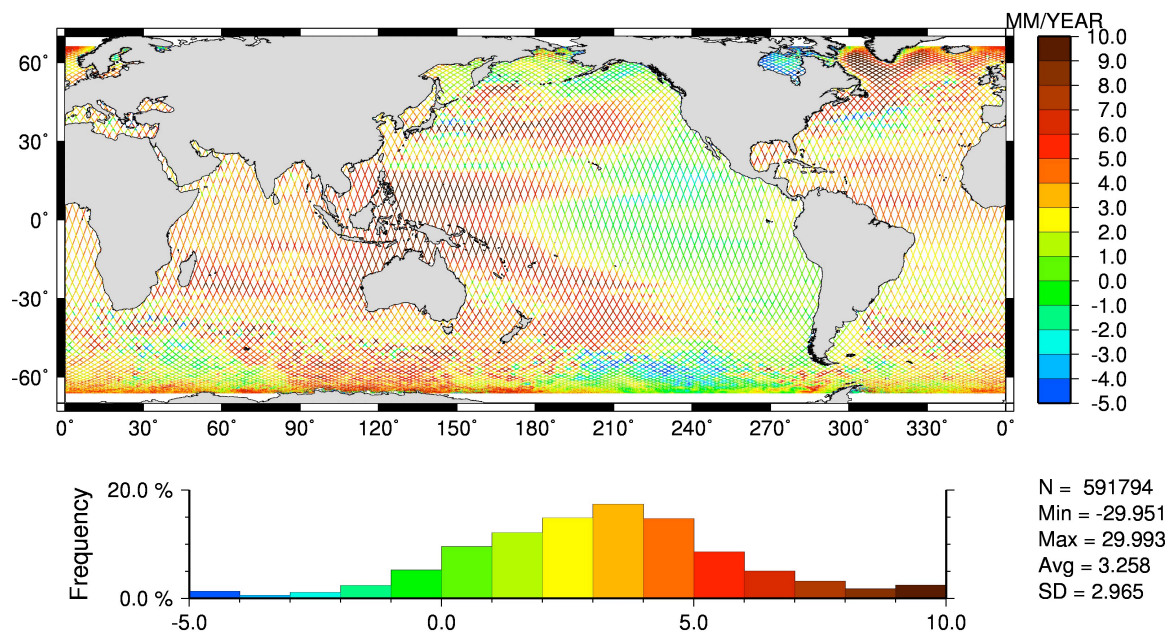 MM/YEAR
10.0
9.0
8.0
7.0
6.0
5.0
4.0
3.0
2.0
1.0
0.0
-1.0
-2.0
-3.0
-4.0
-5.0
60°
30°
0°
-30°
-60°
0° 30° 60° 90° 120° 150° 180° 210° 240° 270° 300° 330° 0°
20.0 %
Frequency
0.0 %
-5.0 0.0 5.0 10.0
N = 591794
Min = -29.951
Max = 29.993
Avg = 3.258
SD = 2.965